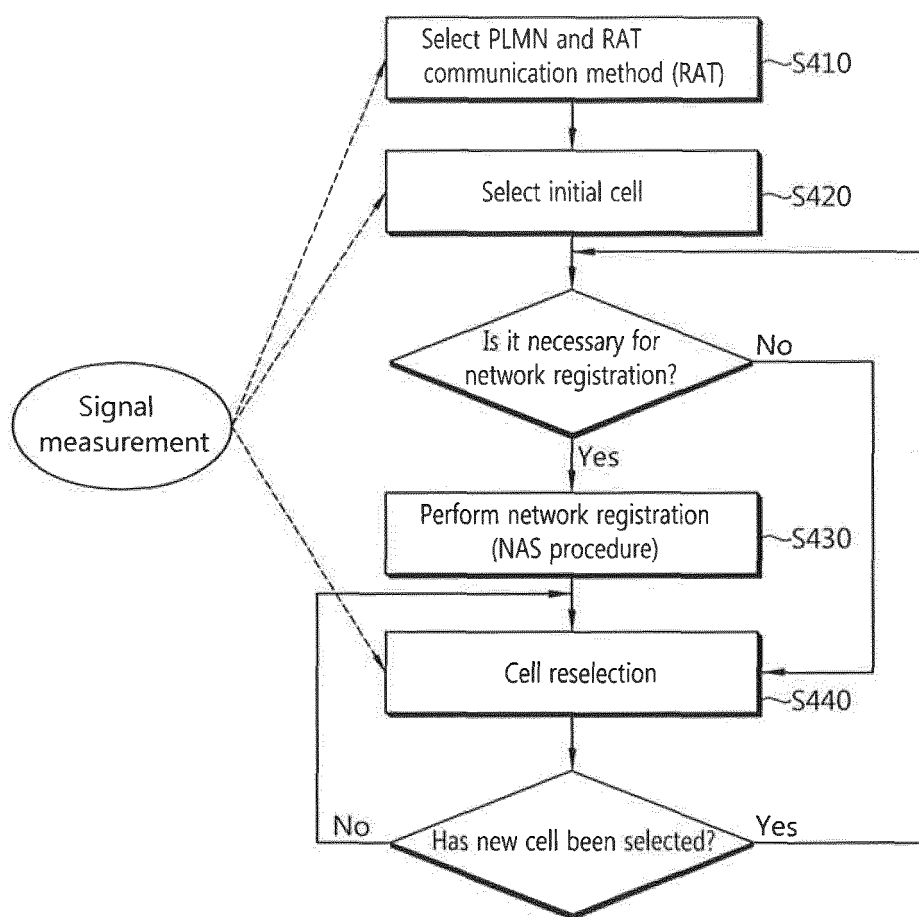 Select PLMN and RAT
communication method (RAT)
S410
Select initial cell
S420
Is it necessary for
network registration?
No
Yes
Signal
measurement
Perform network registration
(NAS procedure)
S430
Cell reselection
S440
Has new cell been selected?
No
Yes